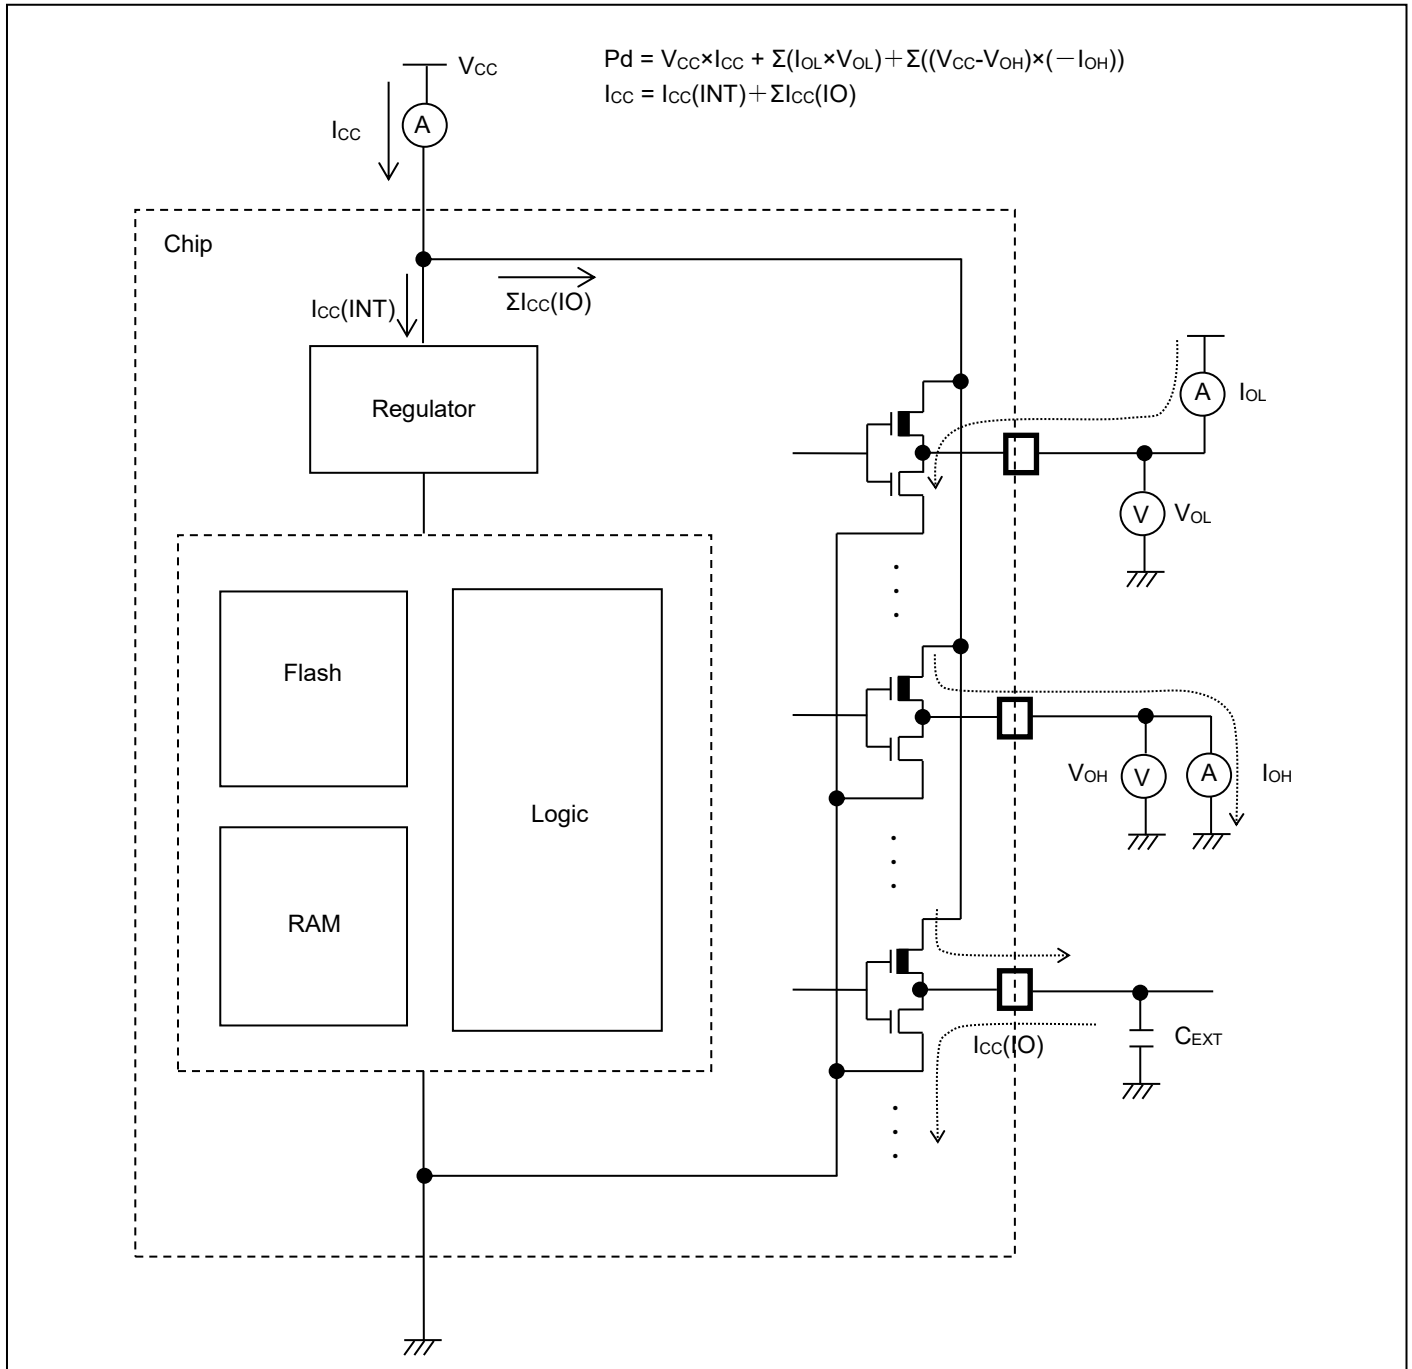 Pd = VCC×ICC + Σ(IOL×VOL)+Σ((VCC-VOH)×(-IOH))
ICC = ICC(INT)+ΣICC(IO)
VCC
A
ICC
Chip
ICC(INT)
ΣICC(IO)
Regulator
A
IOL
V
VOL
Flash
Logic
VOH
V
A
IOH
RAM
ICC(IO)
CEXT